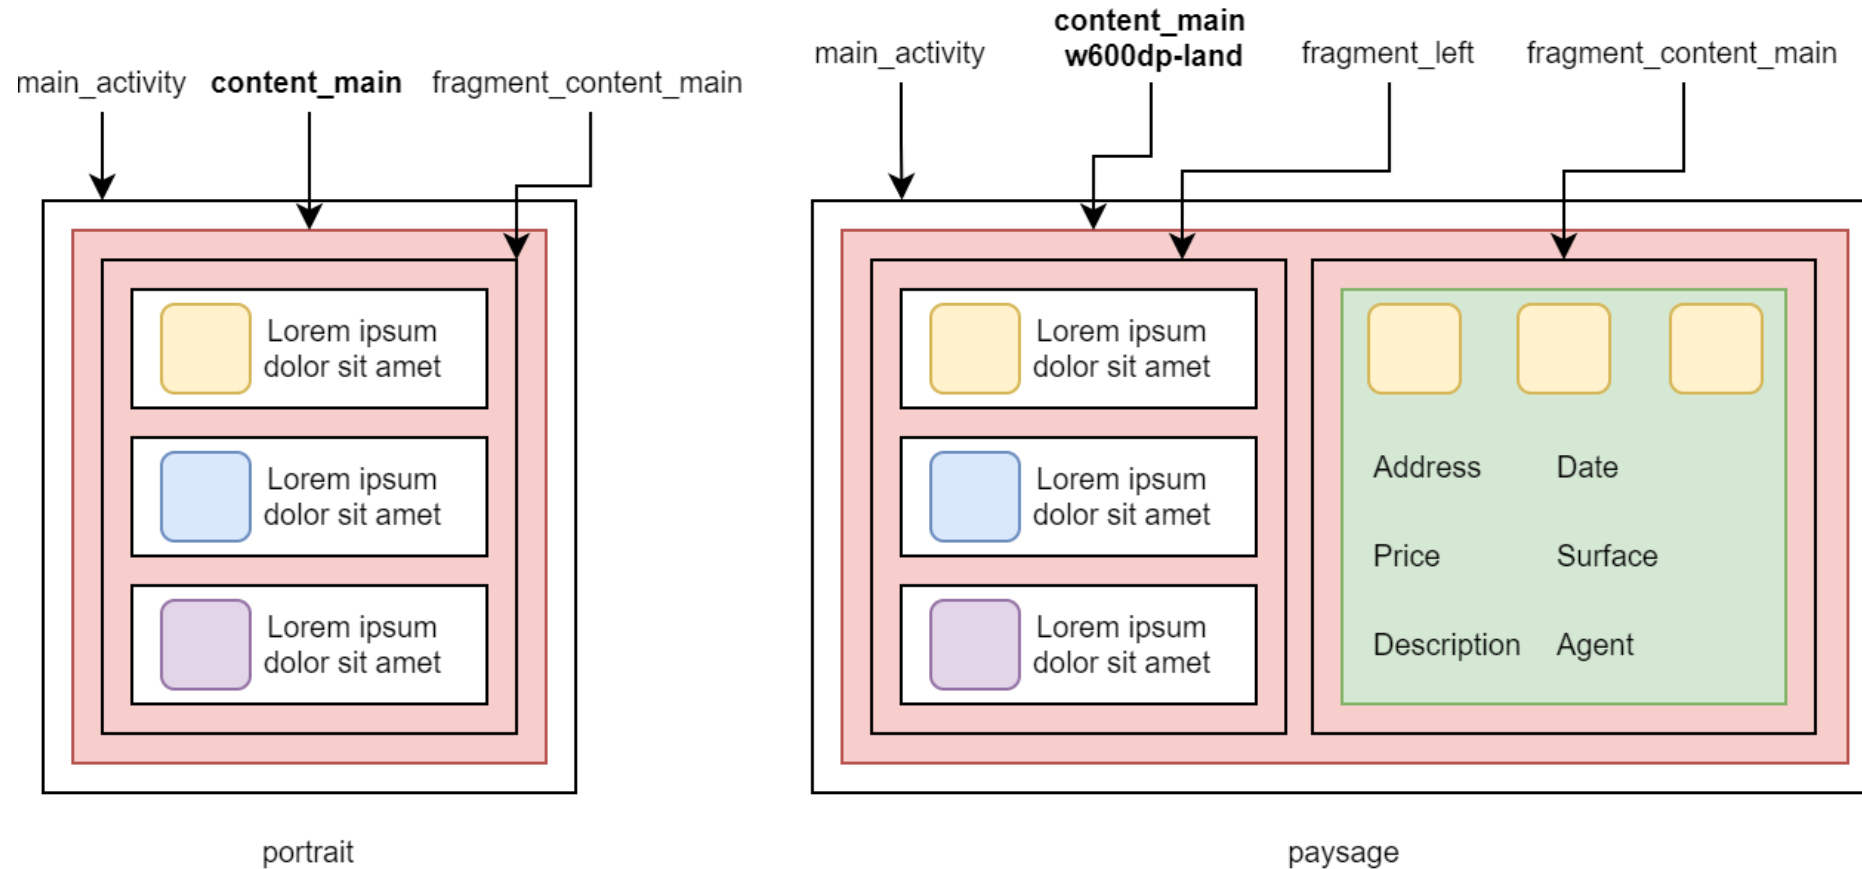 main_activity
content_main
fragment_content_main
Lorem ipsum
dolor sit amet
Lorem ipsum
dolor sit amet
Lorem ipsum
dolor sit amet
portrait
main_activity
content_main
w600dp-land
fragment_left
fragment_content_main
Lorem ipsum
dolor sit amet
Lorem ipsum
dolor sit amet
Lorem ipsum
dolor sit amet
Address
Date
Price
Surface
Description
Agent
paysage